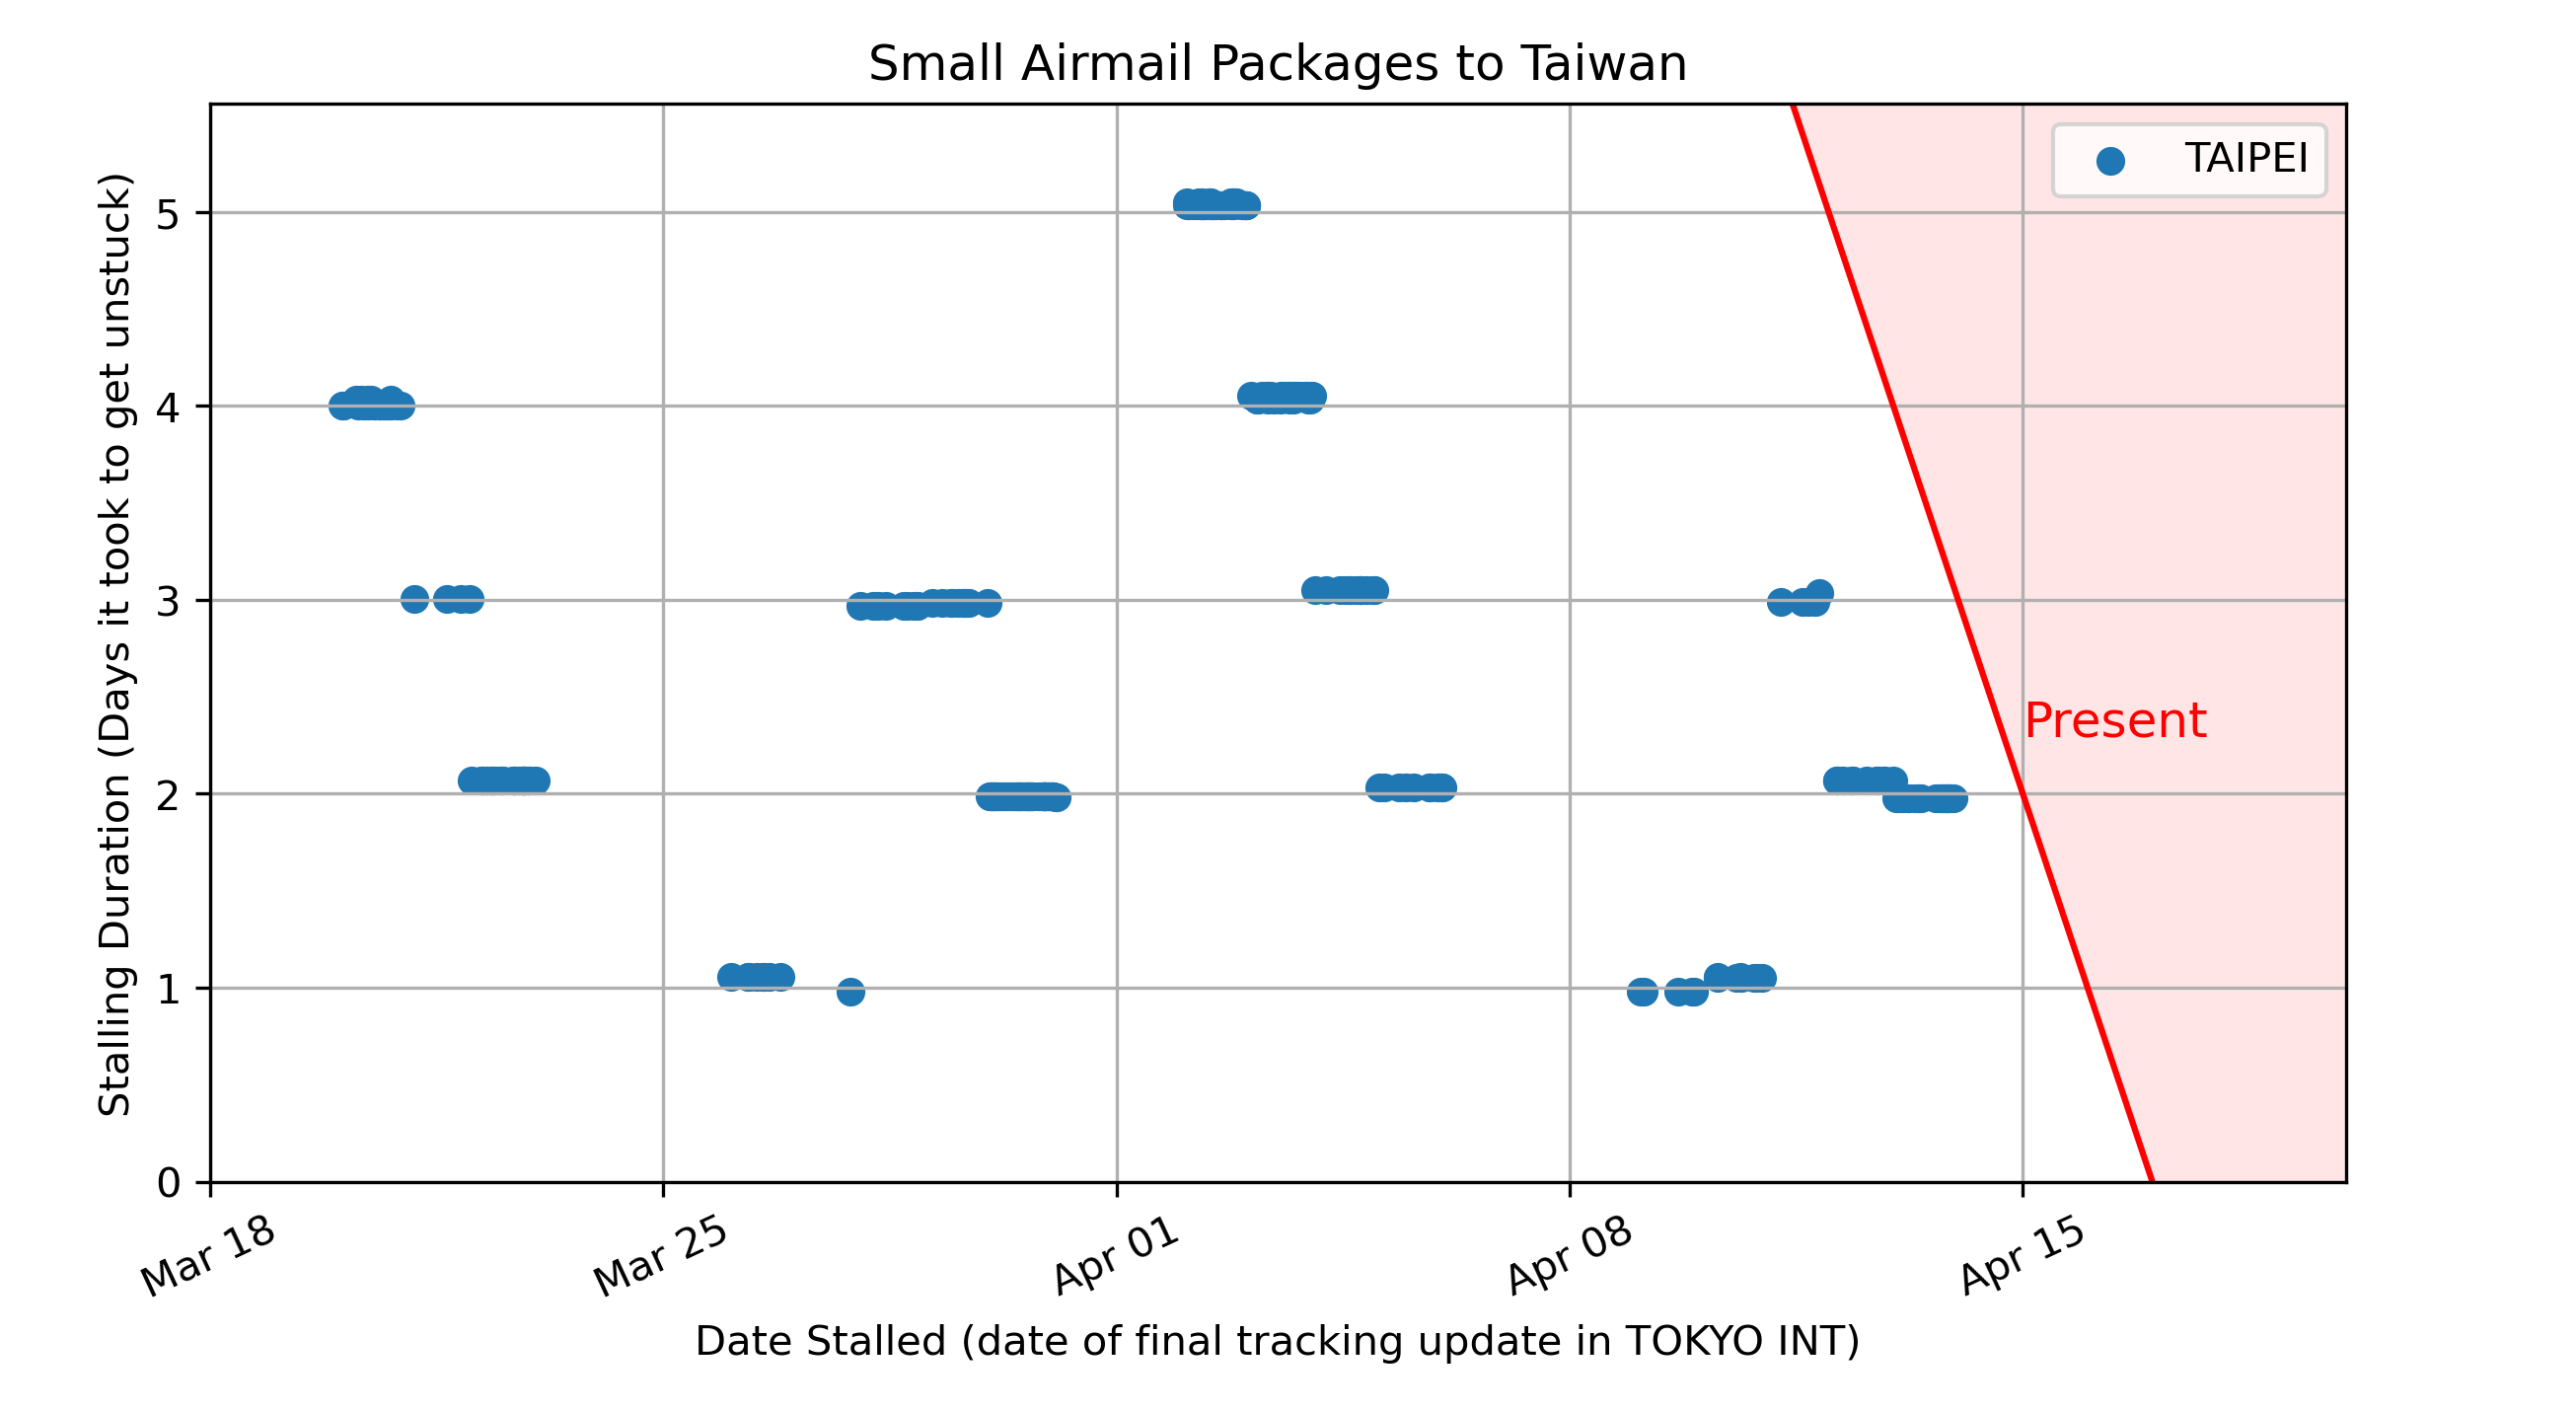 Small Airmail Packages to Taiwan
TAIPEI
Stalling Duration (Days it took to get unstuck)
5
4
3
2
1
0
Present
Mar 18
Mar 25
Apr 01
Apr 08
Apr 15
Date Stalled (date of final tracking update in TOKYO INT)